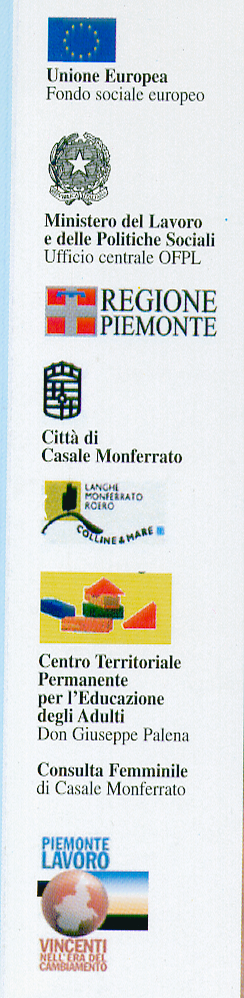 Unione Europea
Fondo sociale europeo
Ministero del Lavoro
e delle Politiche Sociali
Ufficio centrale OFPL
REGIONE
PIEMONTE
Città di
Casale Monferrato
LANGHE
MONFERRATO
ROERO
COLLINE & MARE
Centro Territoriale
Permanente
per l'Educazione
degli Adulti
Don Giuseppe Palena
Consulta Femminile
di Casale Monferrato
PIEMONTE
LAVORO
VINCENTI
NELL'ERA DEL
CAMBIAMENTO